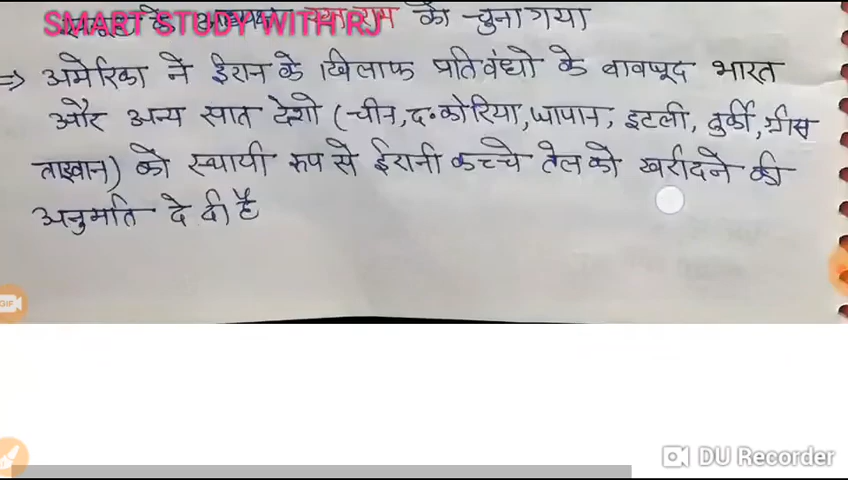 SMART STUDY WITH RJ को चुना गया
⇒ अमेरिका ने ईरान के खिलाफ प्रतिवंधो के बावजूद भारत
और अन्य सात देशो (चीन, द॰ कोरिया, जापान, इटली, तुर्की, ग्रीस
ताइवान) को स्थायी रूप से ईरानी कच्चे तेल को खरीदने की
अनुमति दे दी है
GIF
DU Recorder